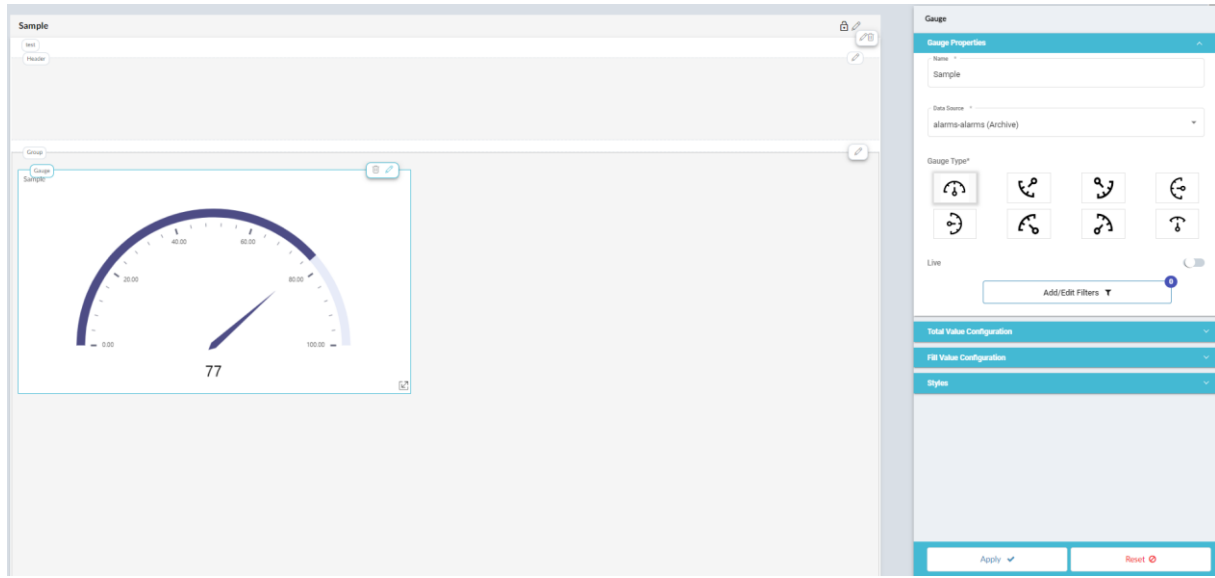 Sample
test
Header
Group
Gauge
Sample
40.00
60.00
20.00
80.00
0.00
100.00
77
Gauge
Gauge Properties
Name *
Sample
Data Source *
alarms-alarms (Archive)
Gauge Type*
Live
0
Add/Edit Filters
Total Value Configuration
Fill Value Configuration
Styles
Apply
Reset